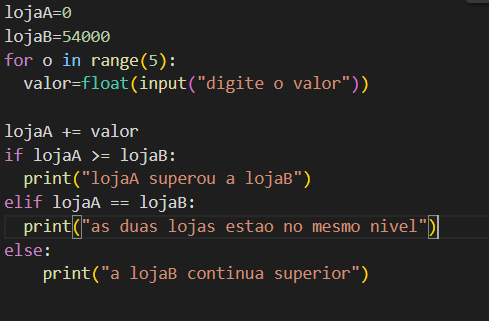 lojaA=0
lojaB=54000
for o in range(5):
  valor=float(input("digite o valor"))

lojaA += valor
if lojaA >= lojaB:
  print("lojaA superou a lojaB")
elif lojaA == lojaB:
  print("as duas lojas estao no mesmo nivel")
else:
    print("a lojaB continua superior")